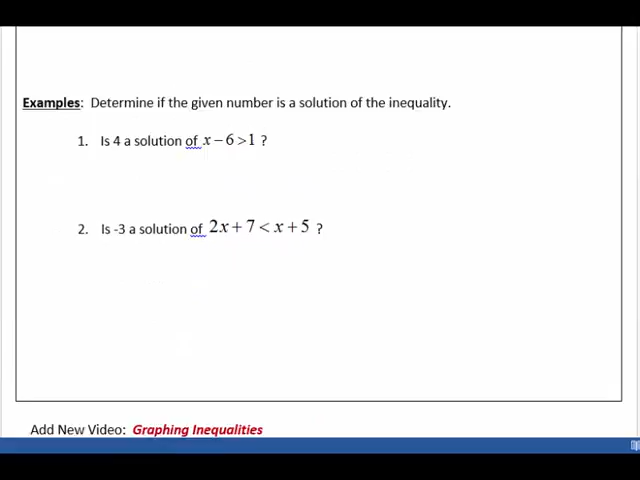 Examples: Determine if the given number is a solution of the inequality.
1. Is 4 a solution of x − 6 > 1 ?
2. Is -3 a solution of 2x + 7 < x + 5 ?
Add New Video: Graphing Inequalities